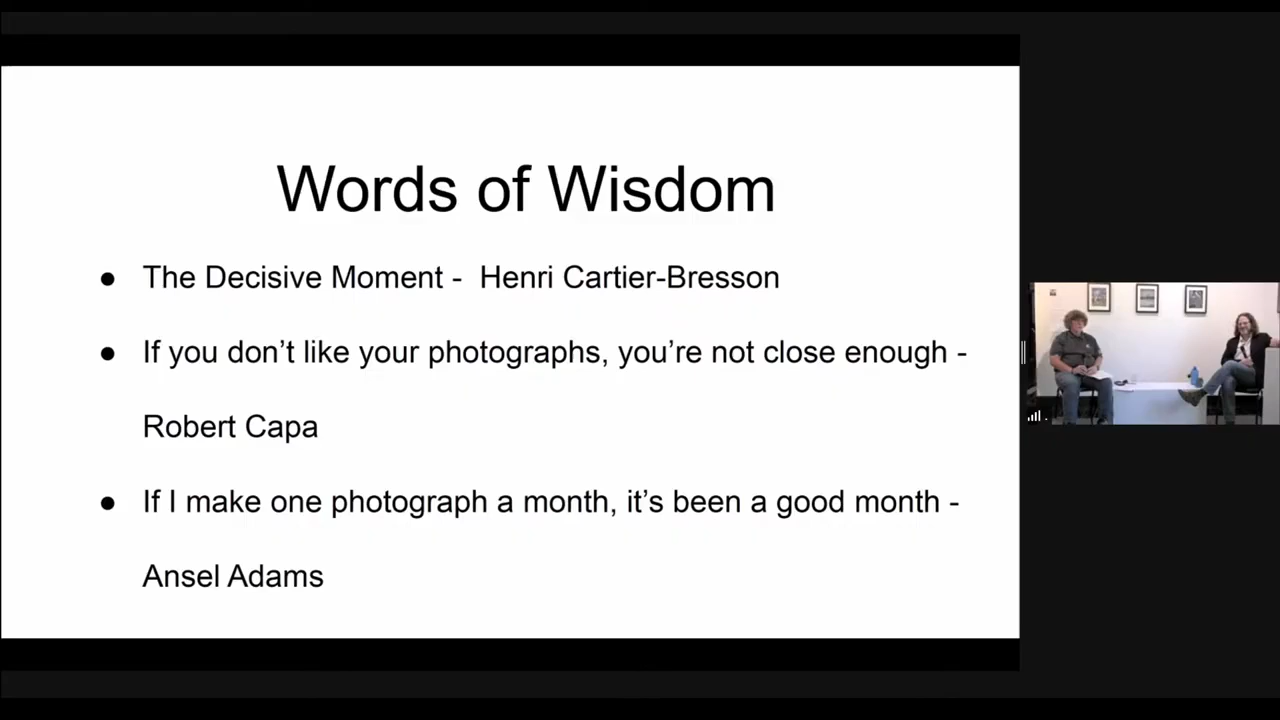 Words of Wisdom
● The Decisive Moment -  Henri Cartier-Bresson
● If you don’t like your photographs, you’re not close enough -
Robert Capa
● If I make one photograph a month, it’s been a good month -
Ansel Adams